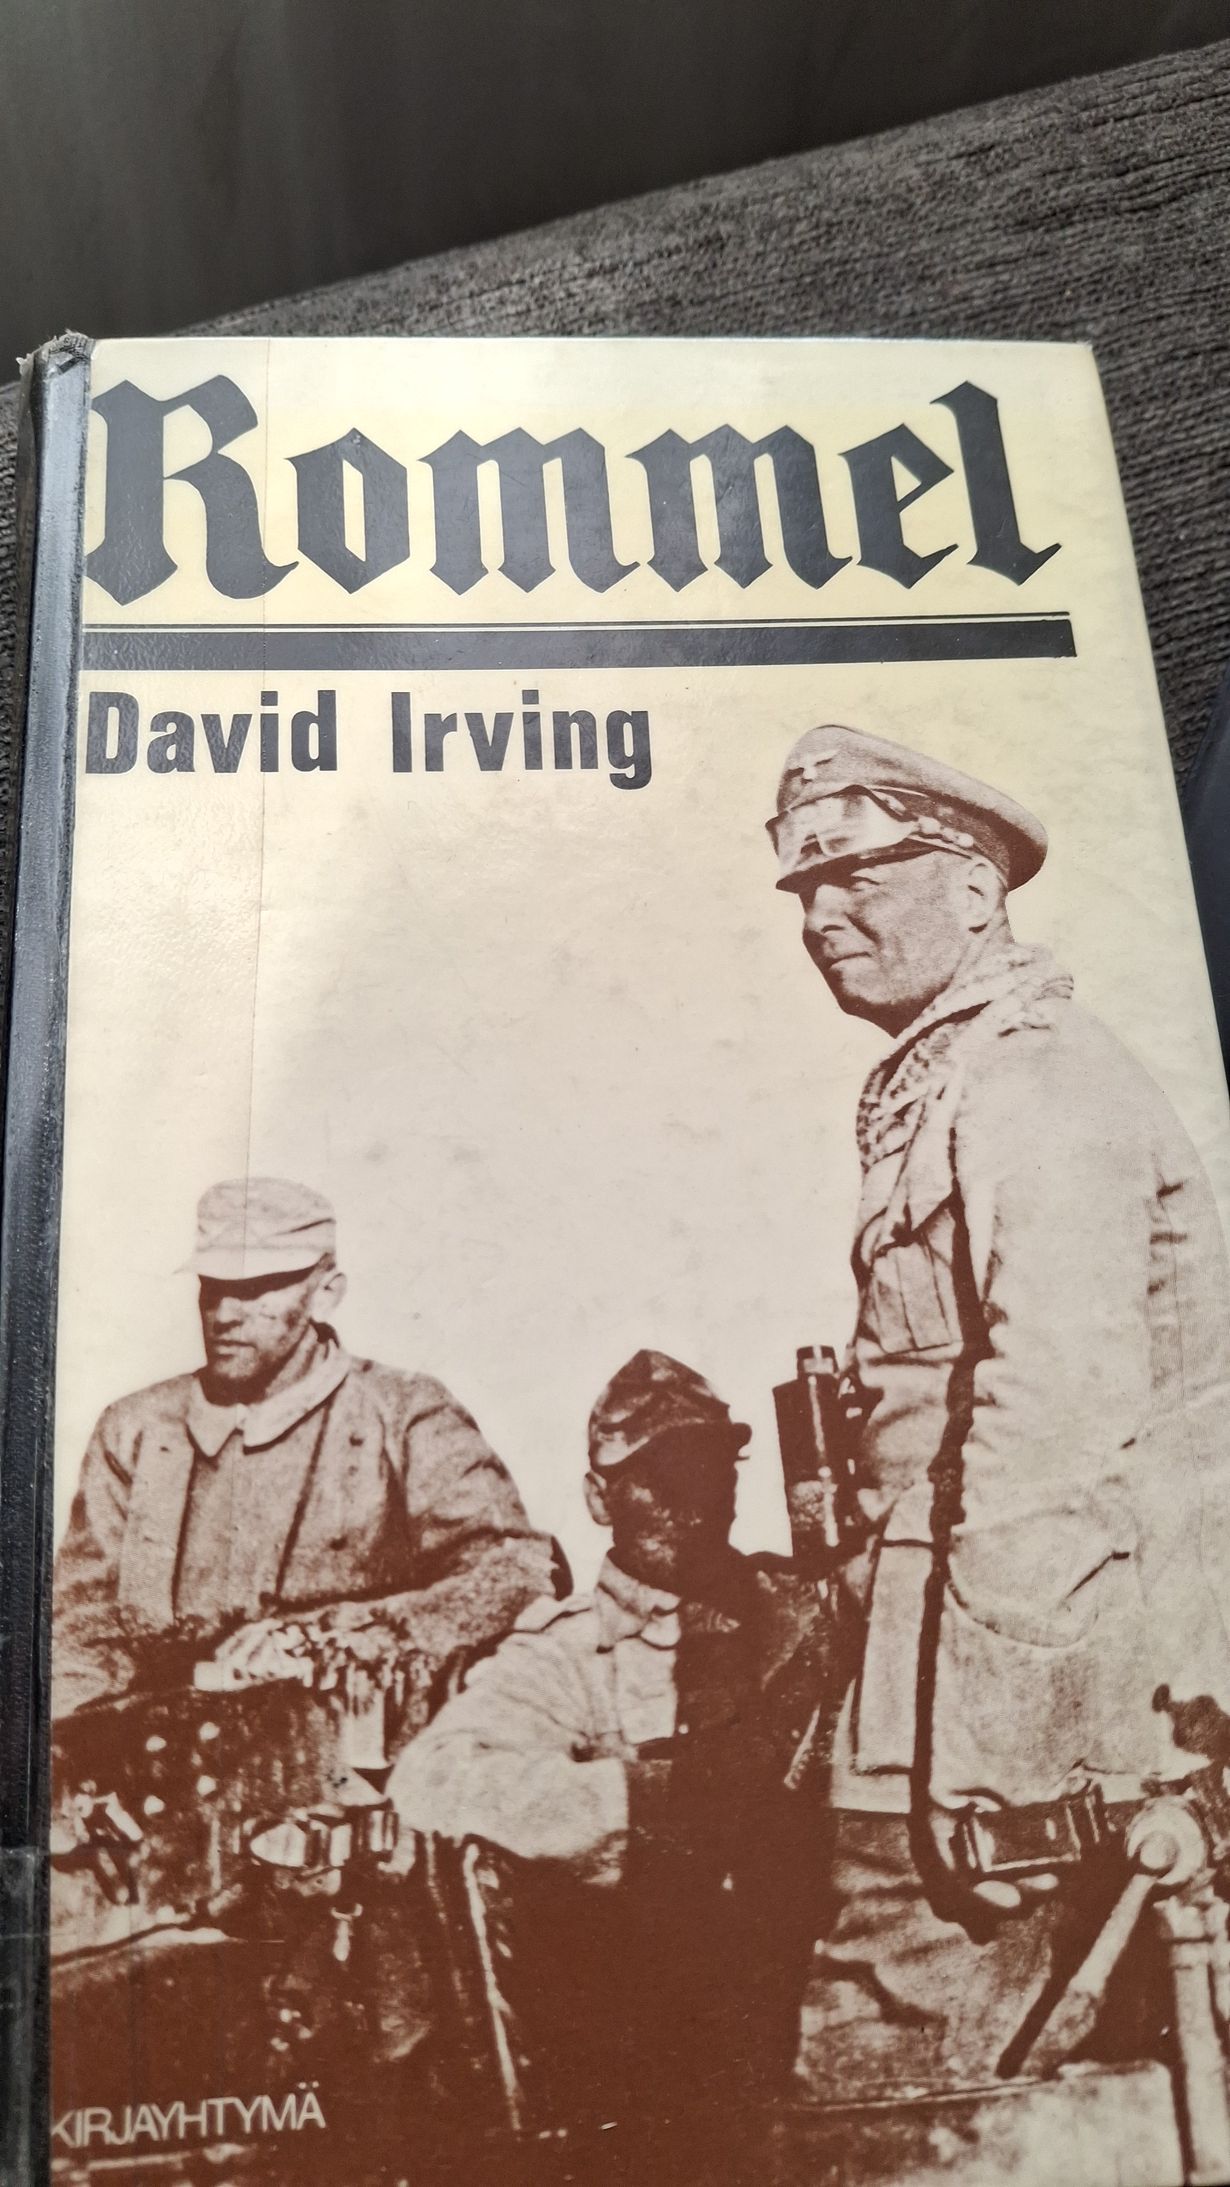 Rommel
David Irving
KIRJAYHTYMÄ